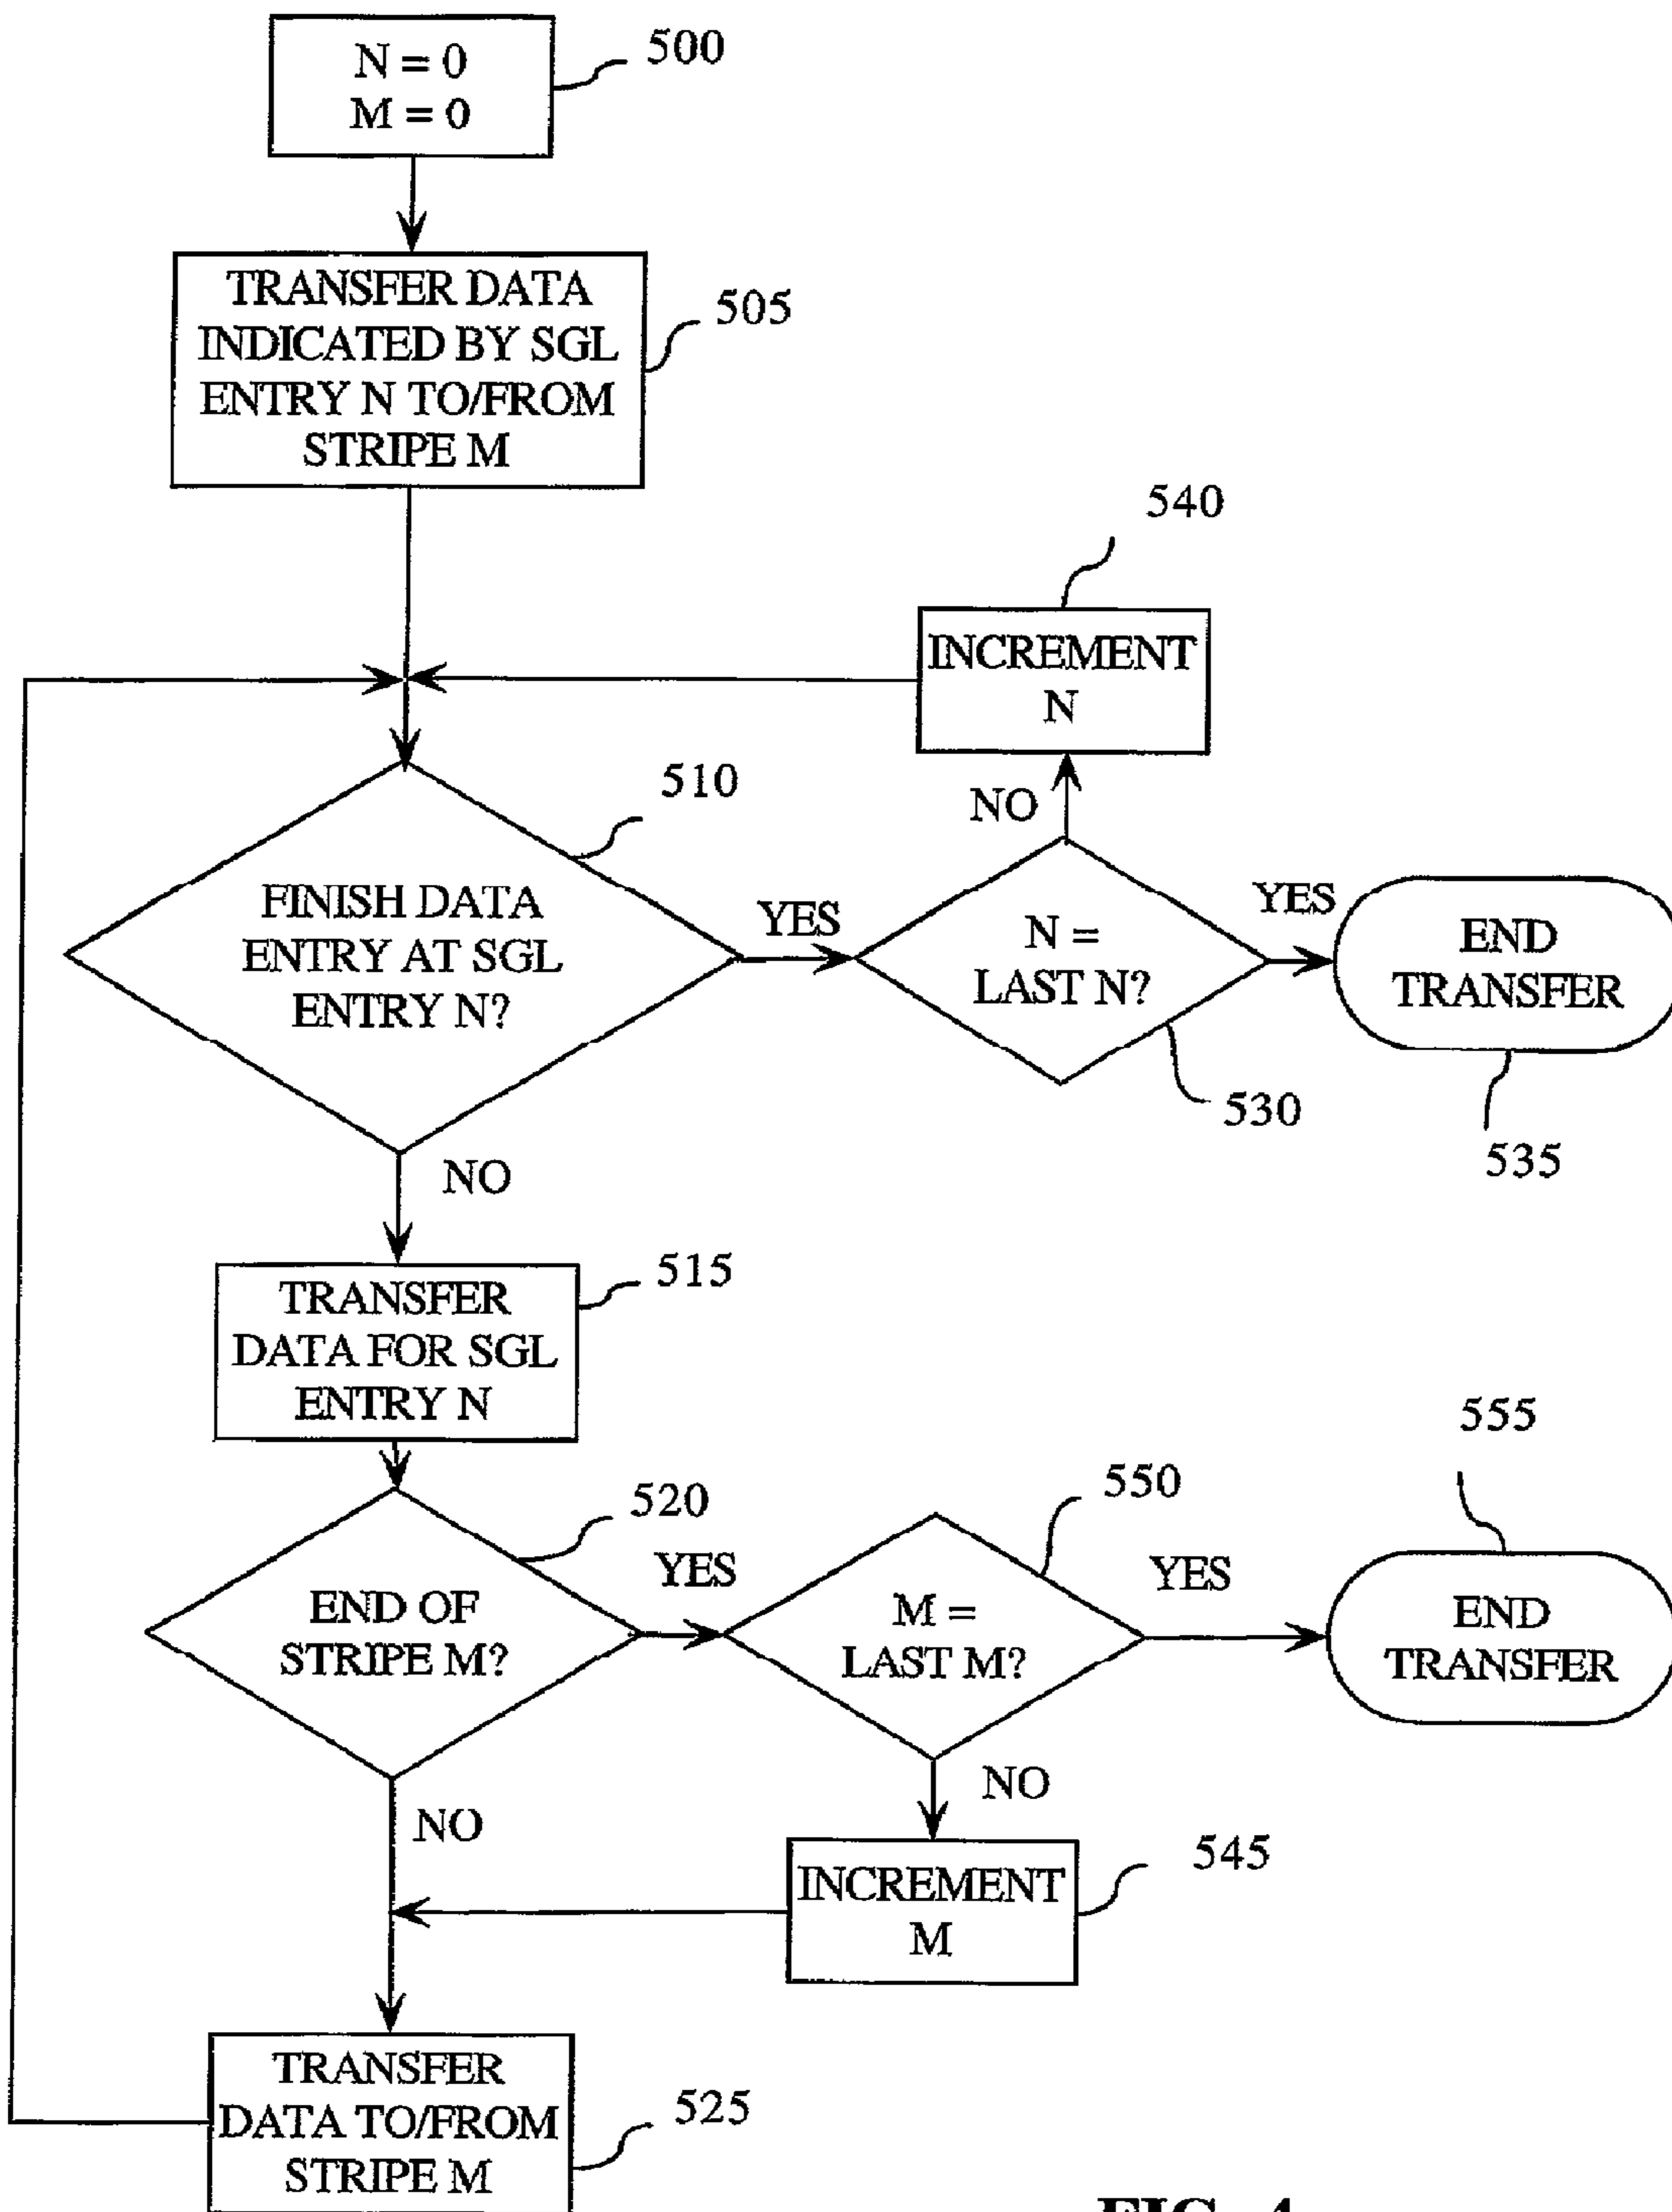 N = 0
M = 0
500
TRANSFER DATA
INDICATED BY SGL
ENTRY N TO/FROM
STRIPE M
505
540
INCREMENT
N
510
NO
FINISH DATA
ENTRY AT SGL
ENTRY N?
YES
N =
LAST N?
YES
END
TRANSFER
530
535
NO
515
TRANSFER
DATA FOR SGL
ENTRY N
555
520
550
YES
YES
END OF
STRIPE M?
M =
LAST M?
END
TRANSFER
NO
NO
545
INCREMENT
M
TRANSFER
DATA TO/FROM
STRIPE M
525
FIG. 4